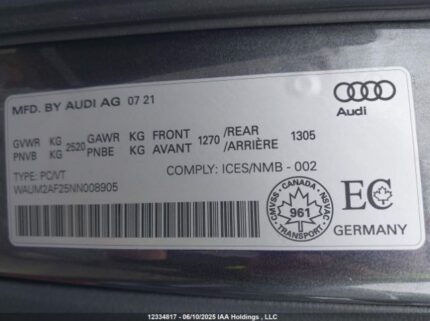 MFD. BY AUDI AG 07 21
Audi
GVWR KG 2520 GAWR KG FRONT 1270 /REAR 1305
PNVB KG PNBE KG AVANT /ARRIÈRE
COMPLY: ICES/NMB - 002
TYPE: PC/VT
WAUM2AF25NN008905
CANADA
CMVSS 961 NSVAC
TRANSPORT
EC
GERMANY
12334817 - 06/10/2025 IAA Holdings , LLC